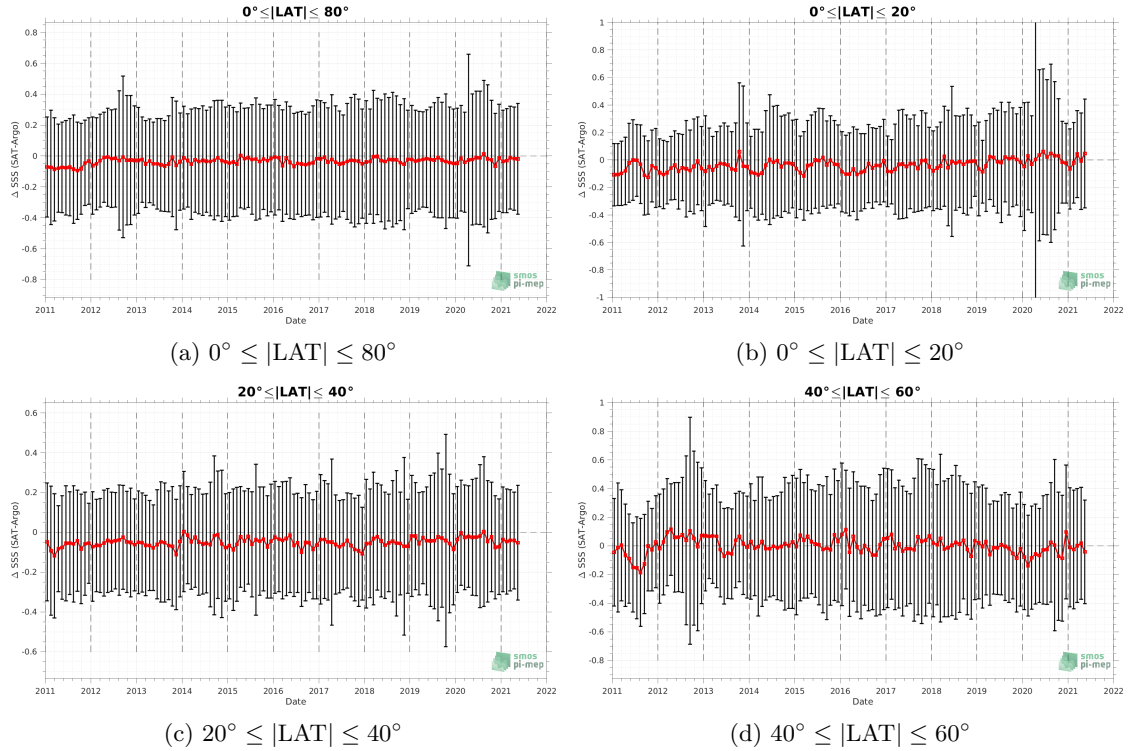 0°≤|LAT|≤ 80°
0.8
0.6
0.4
0.2
0
-0.2
-0.4
-0.6
-0.8
Δ SSS (SAT-Argo)
2011 2012 2013 2014 2015 2016 2017 2018 2019 2020 2021 2022
Date
smos
pi-mep
(a) 0° ≤ |LAT| ≤ 80°
0°≤|LAT|≤ 20°
1
0.8
0.6
0.4
0.2
0
-0.2
-0.4
-0.6
-0.8
-1
Δ SSS (SAT-Argo)
2011 2012 2013 2014 2015 2016 2017 2018 2019 2020 2021 2022
Date
smos
pi-mep
(b) 0° ≤ |LAT| ≤ 20°
20°≤|LAT|≤ 40°
0.6
0.4
0.2
0
-0.2
-0.4
-0.6
Δ SSS (SAT-Argo)
2011 2012 2013 2014 2015 2016 2017 2018 2019 2020 2021 2022
Date
smos
pi-mep
(c) 20° ≤ |LAT| ≤ 40°
40°≤|LAT|≤ 60°
1
0.8
0.6
0.4
0.2
0
-0.2
-0.4
-0.6
-0.8
Δ SSS (SAT-Argo)
2011 2012 2013 2014 2015 2016 2017 2018 2019 2020 2021 2022
Date
smos
pi-mep
(d) 40° ≤ |LAT| ≤ 60°